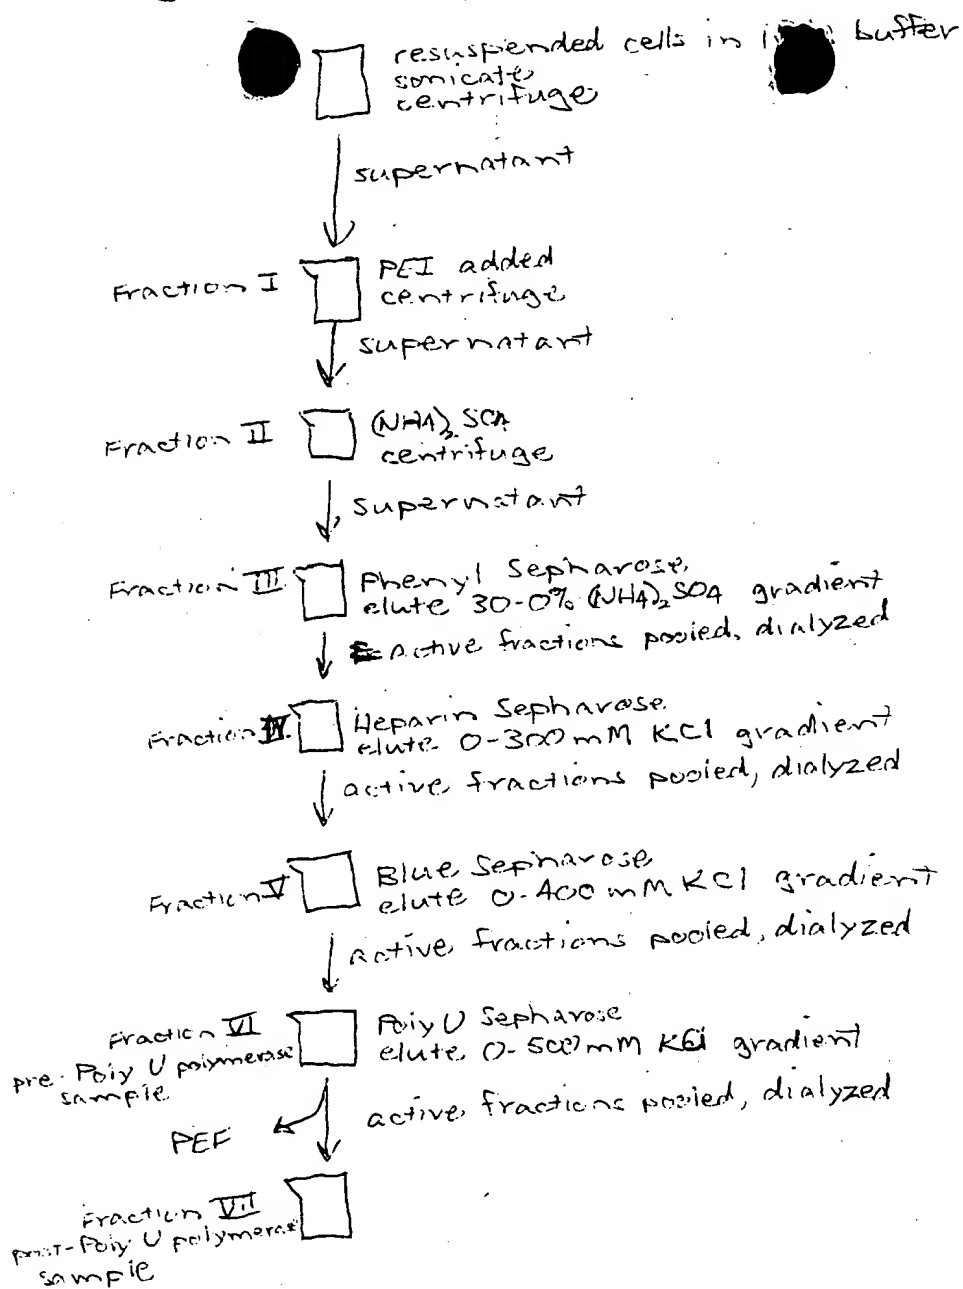 resuspended cells in buffer
sonicate
centrifuge
supernatant
Fraction I
PEI added
centrifuge
supernatant
Fraction II
(NH4)2 SO4
centrifuge
supernatant
Fraction III
Phenyl Sepharose
elute 30-0% (NH4)2 SO4 gradient
active fractions pooled, dialyzed
Fraction IV
Heparin Sepharose
elute 0-300mM KCl gradient
active fractions pooled, dialyzed
Fraction V
Blue Sepharose
elute 0-400mM KCl gradient
active fractions pooled, dialyzed
Fraction VI
pre-Poly U polymerase
sample
Poly U Sepharose
elute 0-500mM KCl gradient
active fractions pooled, dialyzed
PEF
Fraction VII
post-Poly U polymerase
sample